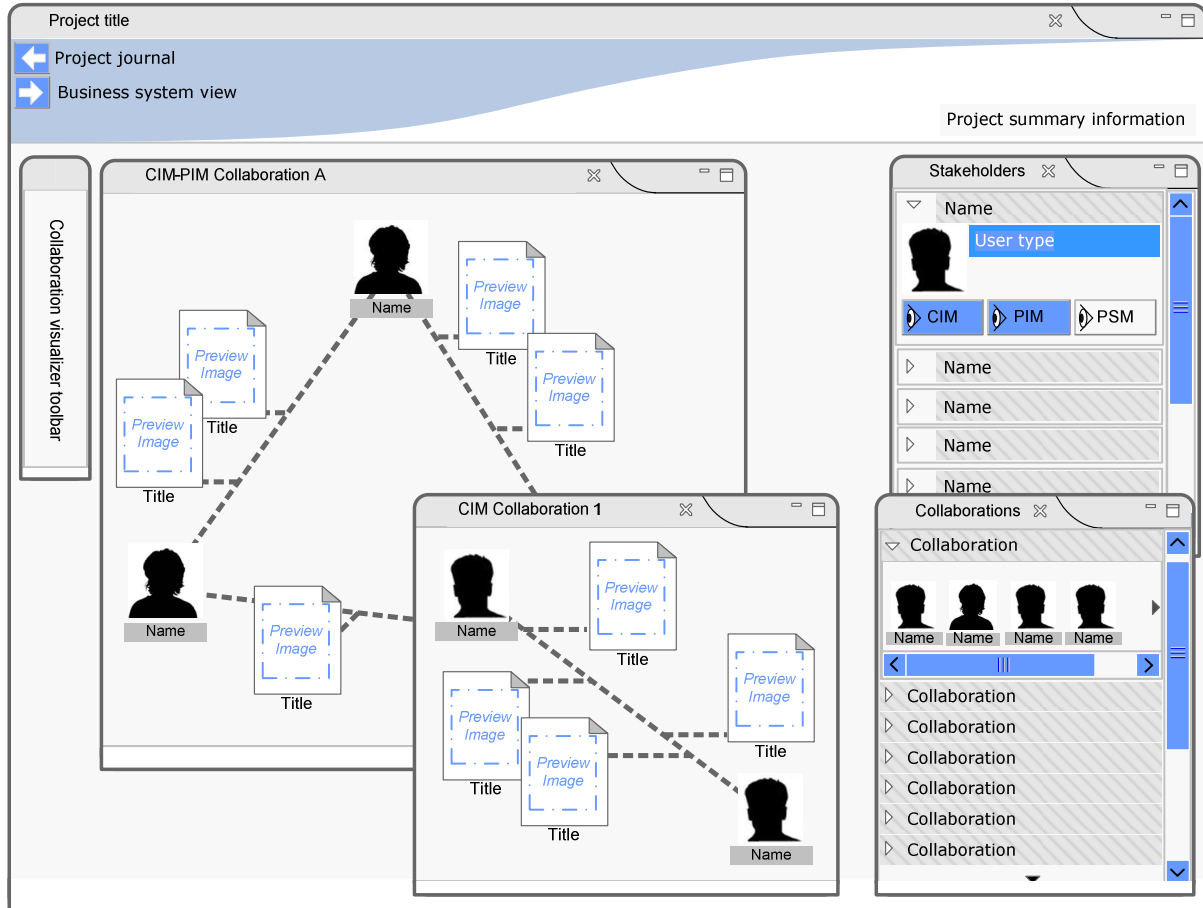 Project title
Project journal
Business system view
Project summary information
Collaboration visualizer toolbar
CIM-PIM Collaboration A
Name
Preview
Image
Title
Preview
Image
Title
Preview
Image
Title
Preview
Image
Title
Name
Preview
Image
Title
CIM Collaboration 1
Name
Preview
Image
Title
Preview
Image
Title
Preview
Image
Title
Preview
Image
Title
Name
Stakeholders
Name
User type
CIM
PIM
PSM
Name
Name
Name
Name
Collaborations
Collaboration
Name
Name
Name
Name
Collaboration
Collaboration
Collaboration
Collaboration
Collaboration
Collaboration